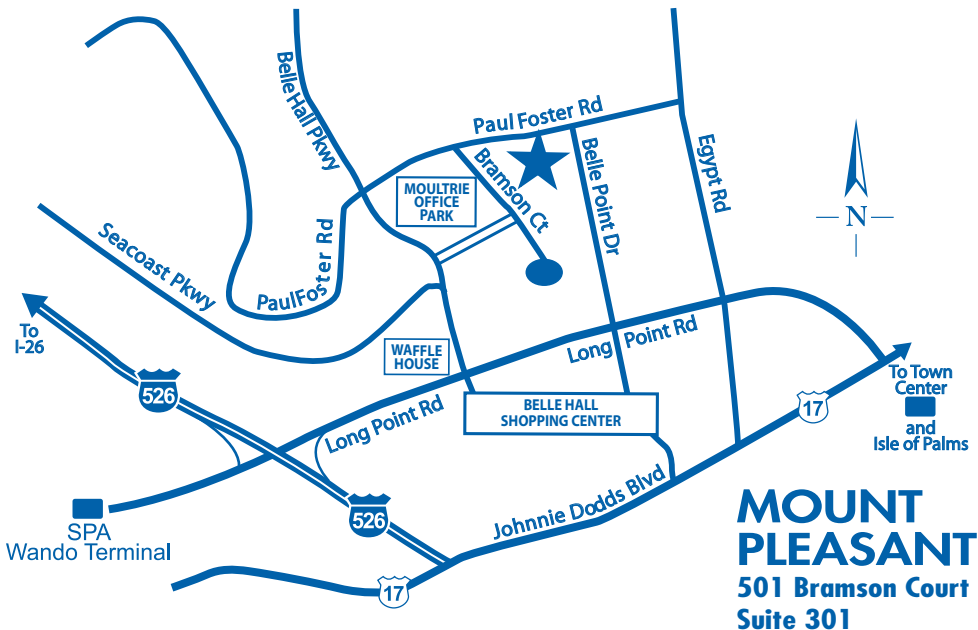 Belle Hall Pkwy
Paul Foster Rd
Bramson Ct
Belle Point Dr
Egypt Rd
MOULTRIE
OFFICE
PARK
N
Seacoast Pkwy
PaulFoster Rd
To
I-26
WAFFLE
HOUSE
Long Point Rd
526
Long Point Rd
BELLE HALL
SHOPPING CENTER
17
To Town
Center
and
Isle of Palms
526
Johnnie Dodds Blvd
SPA
Wando Terminal
17
MOUNT
PLEASANT
501 Bramson Court
Suite 301